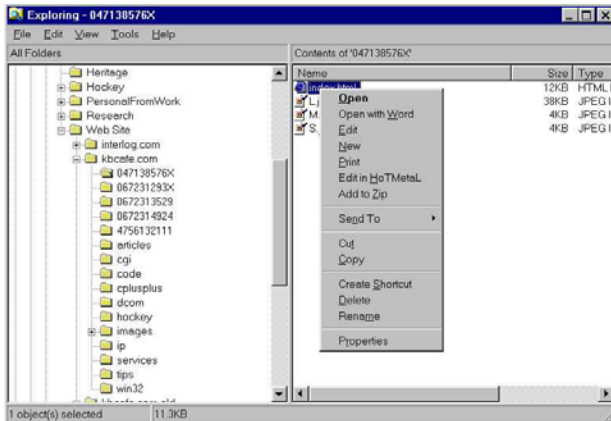 Exploring - 047138576X
File Edit View Tools Help
All Folders
Contents of '047138576X'
Heritage
Hockey
PersonalFromWork
Research
Web Site
interlog.com
kbcafe.com
047138576X
067231293X
0672313529
0672314924
4756132111
articles
cgi
code
cplusplus
dcom
hockey
images
ip
services
tips
win32
Name Size Type
index.html 12KB HTML
38KB JPEG I
M. 4KB JPEG I
S. 4KB JPEG I
Open
Open with Word
Edit
New
Print
Edit in HoTMetaL
Add to Zip
Send To
Cut
Copy
Create Shortcut
Delete
Rename
Properties
1 object(s) selected 11.3KB